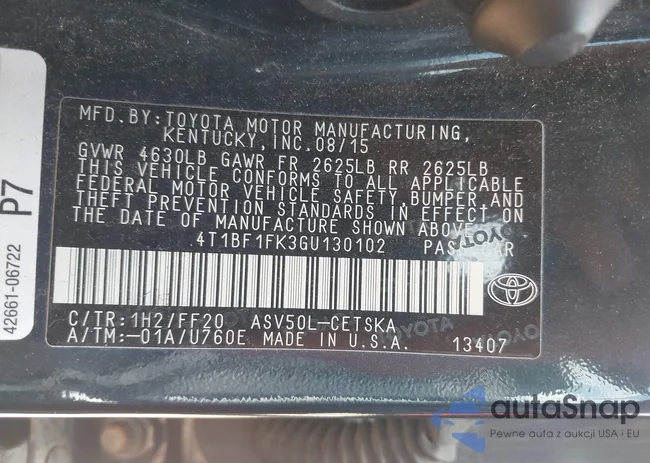 MFD.BY:TOYOTA MOTOR MANUFACTURING,
KENTUCKY,INC.08/15
GVWR 4630LB GAWR FR 2625LB RR 2625LB
THIS VEHICLE CONFORMS TO ALL APPLICABLE
FEDERAL MOTOR VEHICLE SAFETY,BUMPER,AND
THEFT PREVENTION STANDARDS IN EFFECT ON
THE DATE OF MANUFACTURE SHOWN ABOVE.
4T1BF1FK3GU130102
C/TR:1H2/FF20 ASV50L-CETSKA
A/TM:-01A/U760E MADE IN U.S.A. 13407
TOYOTA
TOYOTA
P7
42661-06722
autoSnap
Pewne auta z aukcji USA i EU